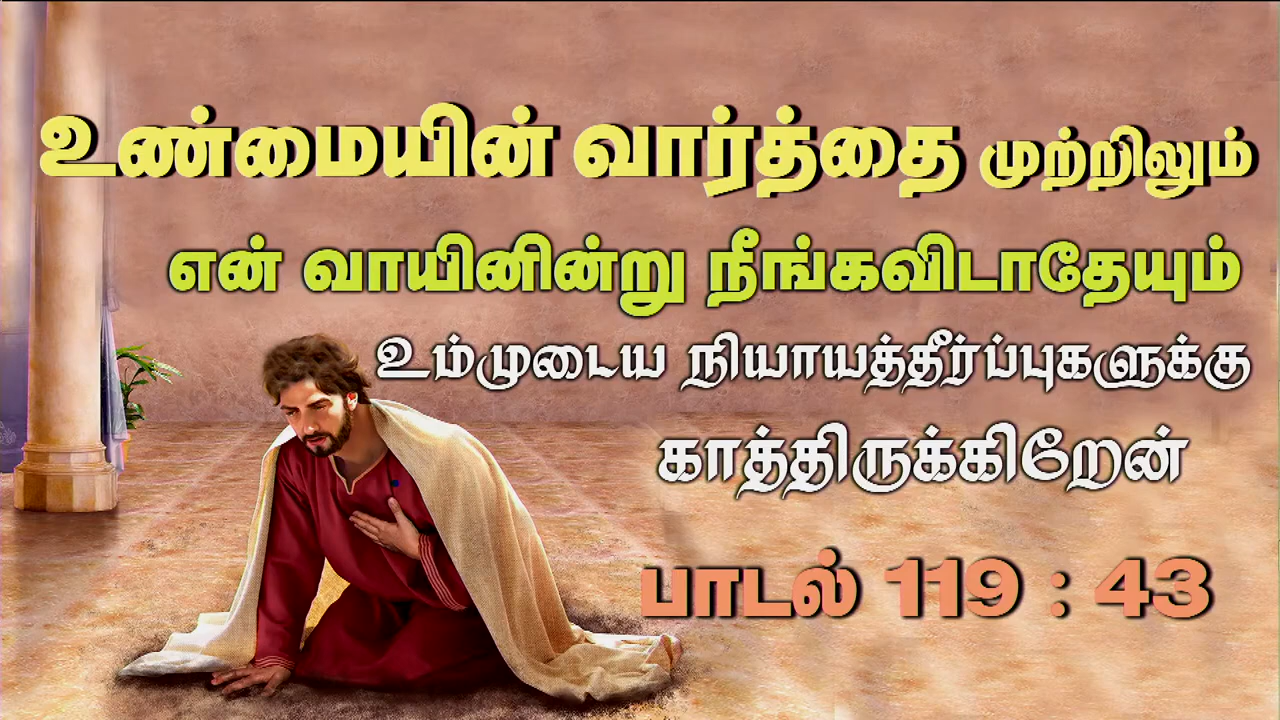 உண்மையின் வார்த்தை முற்றிலும்
என் வாயினின்று நீங்கவிடாதேயும்
உம்முடைய நியாயத்தீர்ப்புகளுக்கு
காத்திருக்கிறேன்
பாடல் 119 : 43